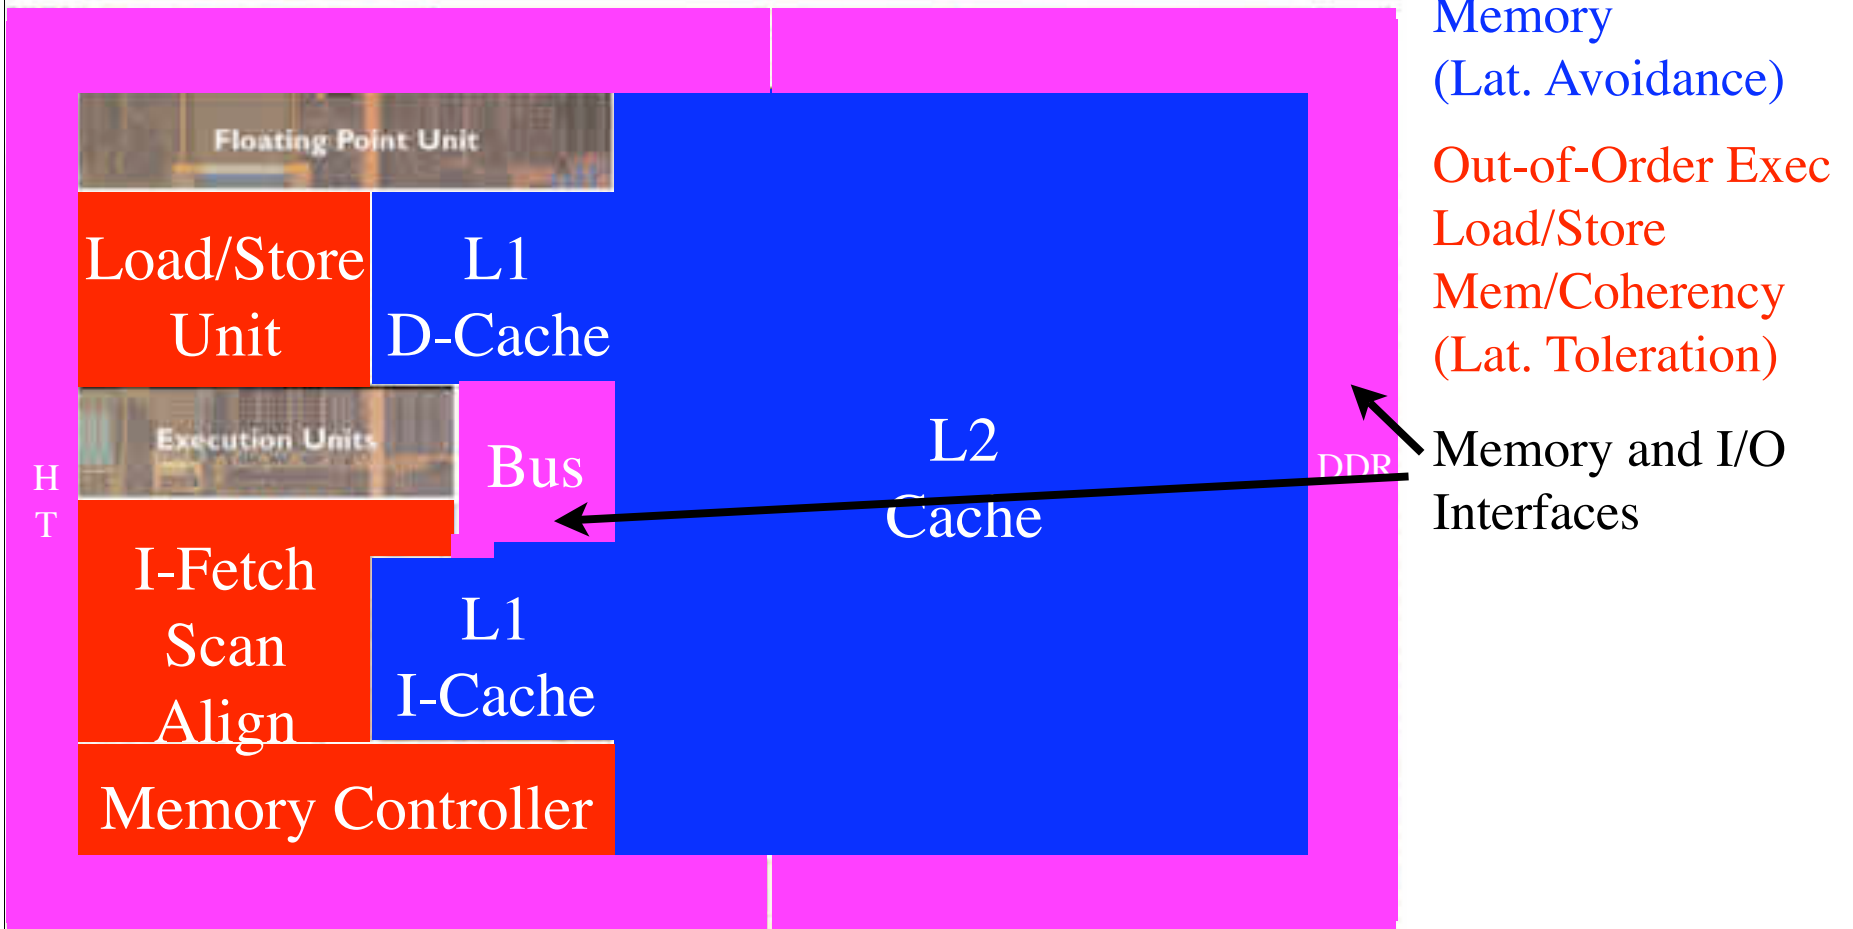 Memory
(Lat. Avoidance)
Out-of-Order Exec
Load/Store
Mem/Coherency
(Lat. Toleration)
Memory and I/O
Interfaces
Floating Point Unit
Load/Store
Unit
L1
D-Cache
Execution Units
Bus
L2
Cache
H
T
DDR
I-Fetch
Scan
Align
L1
I-Cache
Memory Controller